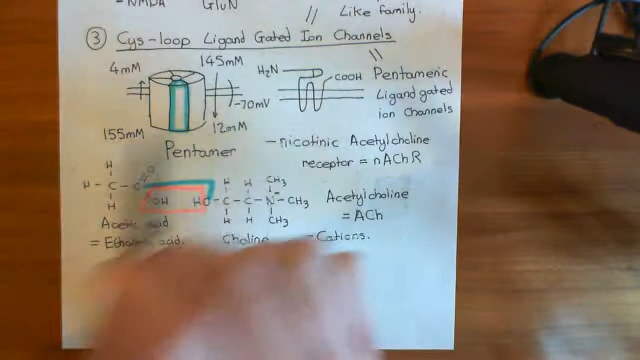 -NMDA GluN
// Like family.
③ Cys-loop Ligand Gated Ion Channels
4mM 145mM H₂N COOH = Pentameric
Ligand gated
ion Channels
-70mV
155mM 12mM
Pentamer - nicotinic Acetylcholine
receptor = nAChR
H H H CH₃
H - C - C OH HO - C - C - N - CH₃ Acetylcholine
H H H CH₃ = ACh
Acetic acid
= acid. Choline = Cations.